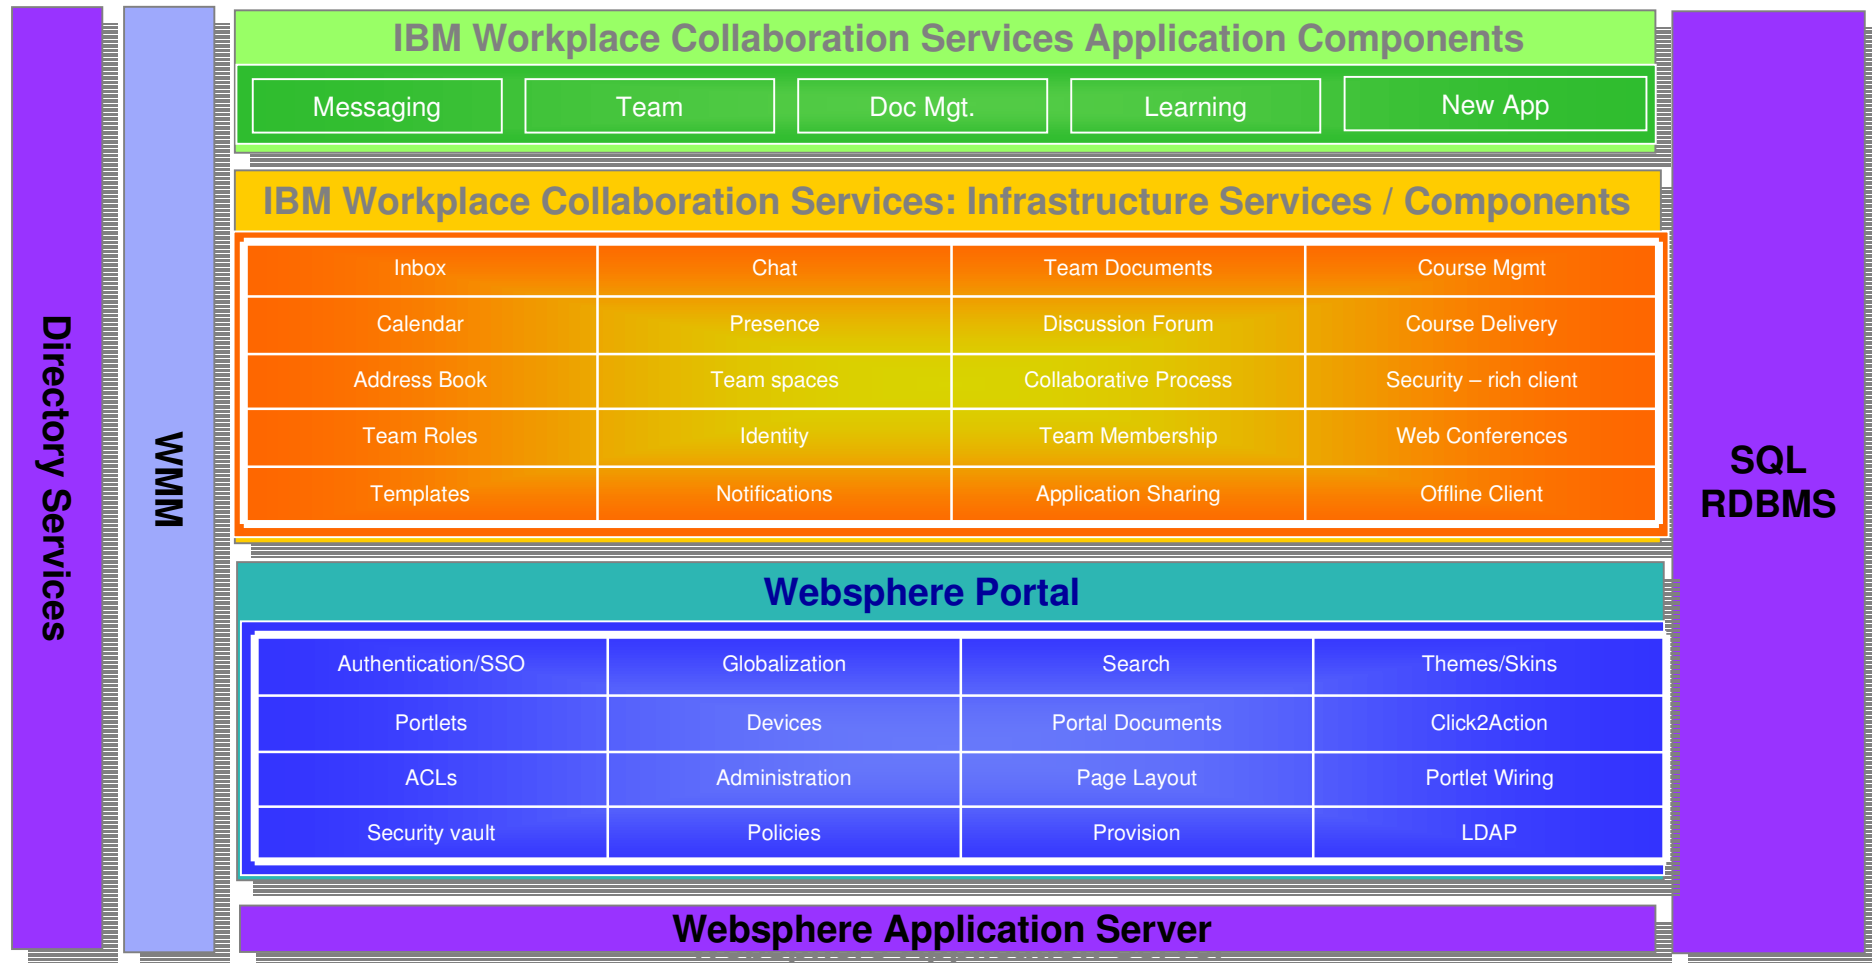 Directory Services
WMM
IBM Workplace Collaboration Services Application Components
Messaging
Team
Doc Mgt.
Learning
New App
IBM Workplace Collaboration Services: Infrastructure Services / Components
Inbox
Chat
Team Documents
Course Mgmt
Calendar
Presence
Discussion Forum
Course Delivery
Address Book
Team spaces
Collaborative Process
Security – rich client
Team Roles
Identity
Team Membership
Web Conferences
Templates
Notifications
Application Sharing
Offline Client
Websphere Portal
Authentication/SSO
Globalization
Search
Themes/Skins
Portlets
Devices
Portal Documents
Click2Action
ACLs
Administration
Page Layout
Portlet Wiring
Security vault
Policies
Provision
LDAP
Websphere Application Server
SQL
RDBMS